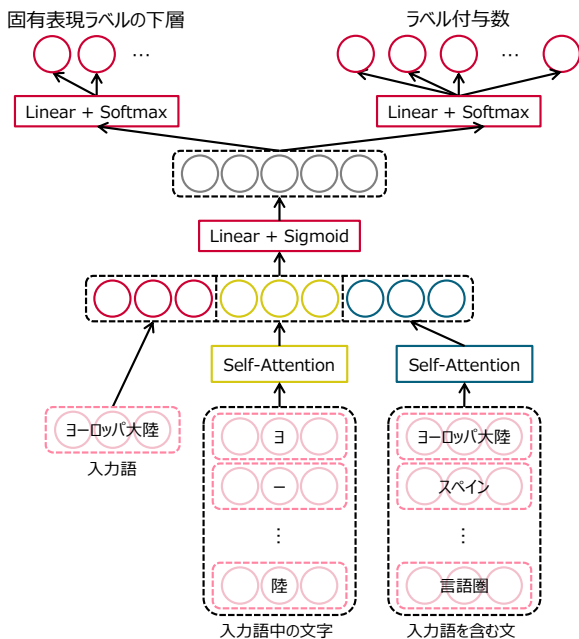 固有表現ラベルの下層
ラベル付与数
…
…
Linear + Softmax
Linear + Softmax
Linear + Sigmoid
Self-Attention
Self-Attention
ヨーロッパ大陸
入力語
ヨ
ー
⋮
陸
入力語中の文字
ヨーロッパ大陸
スペイン
⋮
言語圏
入力語を含む文